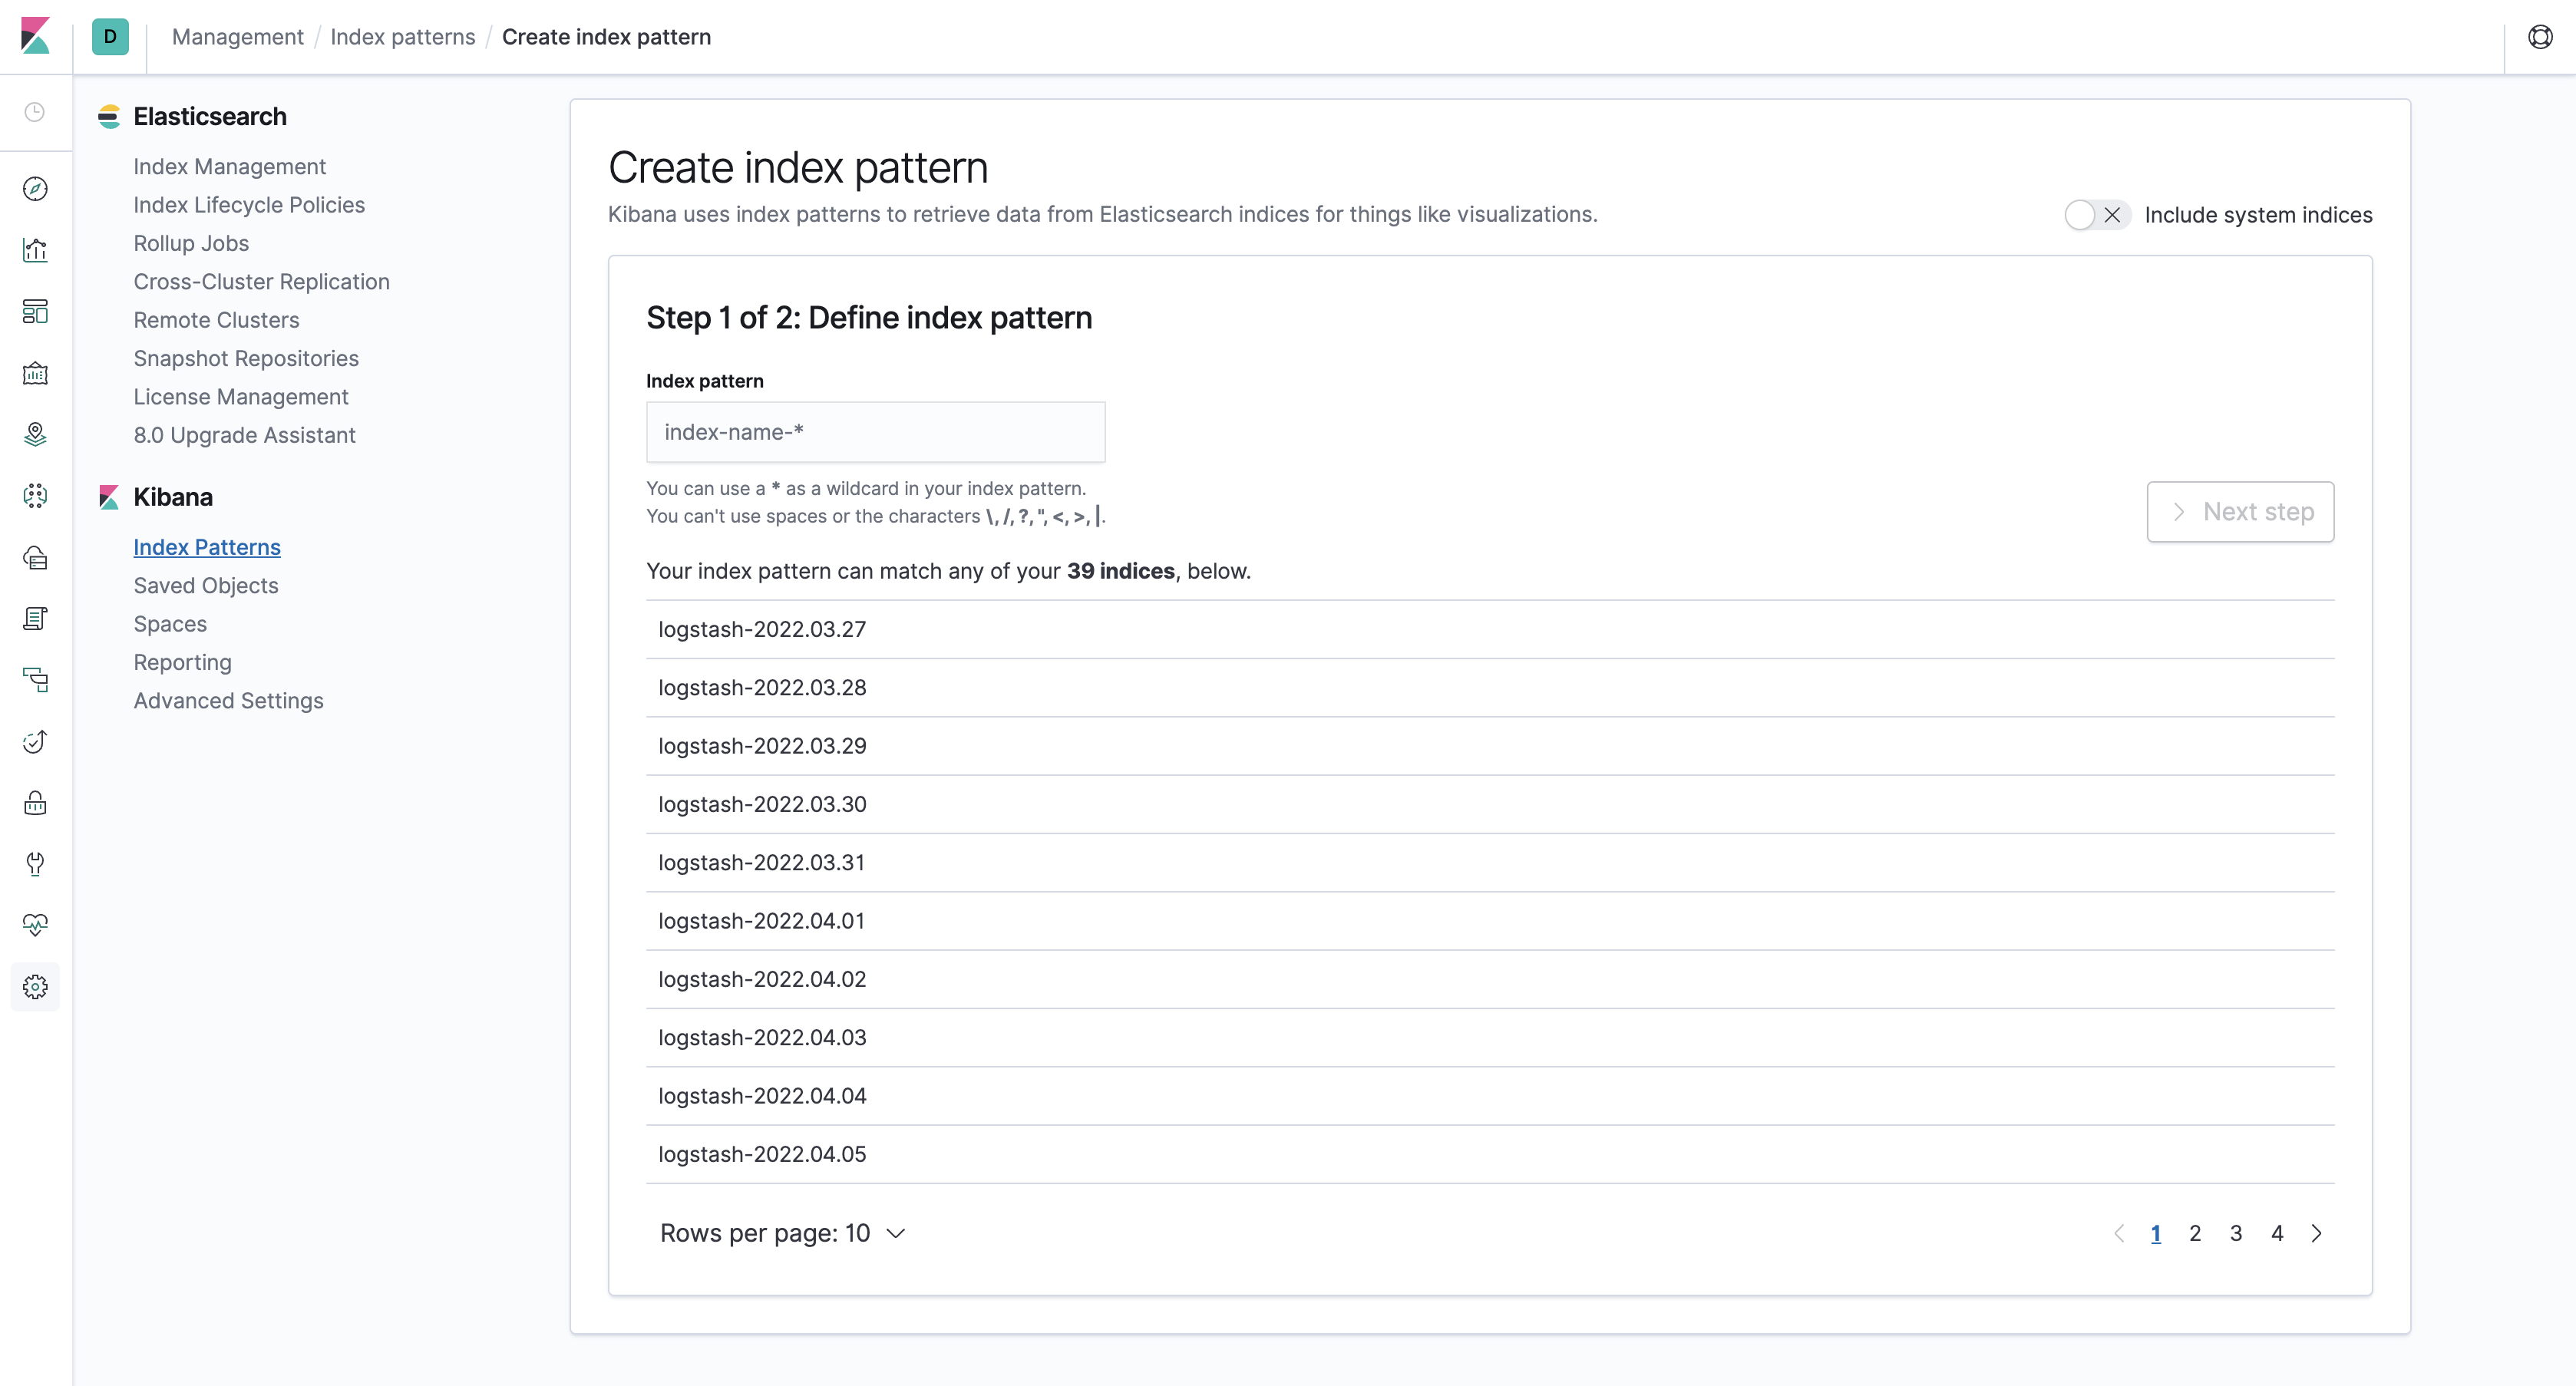 D Management / Index patterns / Create index pattern
Elasticsearch
Index Management
Index Lifecycle Policies
Rollup Jobs
Cross-Cluster Replication
Remote Clusters
Snapshot Repositories
License Management
8.0 Upgrade Assistant
Kibana
Index Patterns
Saved Objects
Spaces
Reporting
Advanced Settings
Create index pattern
Kibana uses index patterns to retrieve data from Elasticsearch indices for things like visualizations.
Include system indices
Step 1 of 2: Define index pattern
Index pattern
index-name-*
You can use a * as a wildcard in your index pattern.
You can't use spaces or the characters \, /, ?, ", <, >, |.
Next step
Your index pattern can match any of your 39 indices, below.
logstash-2022.03.27
logstash-2022.03.28
logstash-2022.03.29
logstash-2022.03.30
logstash-2022.03.31
logstash-2022.04.01
logstash-2022.04.02
logstash-2022.04.03
logstash-2022.04.04
logstash-2022.04.05
Rows per page: 10
1 2 3 4